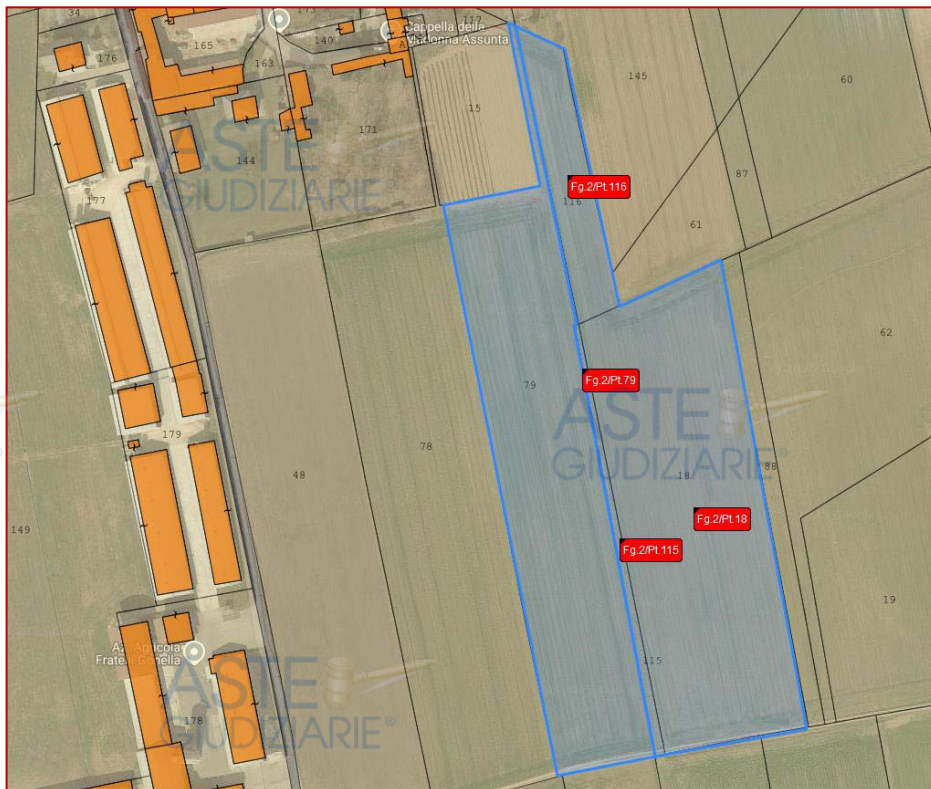 173
117
Cappella della
Madonna Assunta
34
165
140
A
176
163
145
60
15
171
144
ASTE
GIUDIZIARIE®
87
Fg.2/Pt.116
116
177
61
62
Fg.2/Pt.79
79
ASTE
GIUDIZIARIE®
179
78
48
88
18
Fg.2/Pt.18
149
Fg.2/Pt.115
19
Az. Agricola
Fratelli Gonella
115
ASTE
GIUDIZIARIE®
178